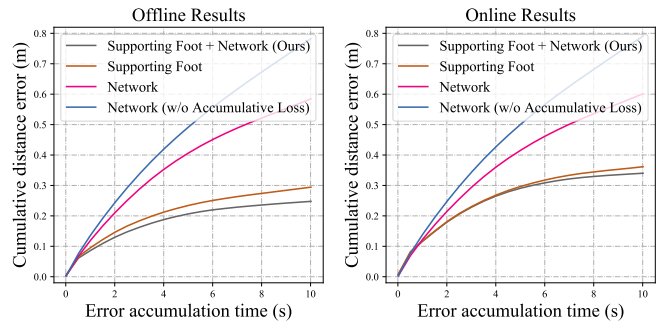 Offline Results
Cumulative distance error (m)
0.8
0.7
0.6
0.5
0.4
0.3
0.2
0.1
0.0
Supporting Foot + Network (Ours)
Supporting Foot
Network
Network (w/o Accumulative Loss)
0 2 4 6 8 10
Error accumulation time (s)
Online Results
Cumulative distance error (m)
0.8
0.7
0.6
0.5
0.4
0.3
0.2
0.1
0.0
Supporting Foot + Network (Ours)
Supporting Foot
Network
Network (w/o Accumulative Loss)
0 2 4 6 8 10
Error accumulation time (s)